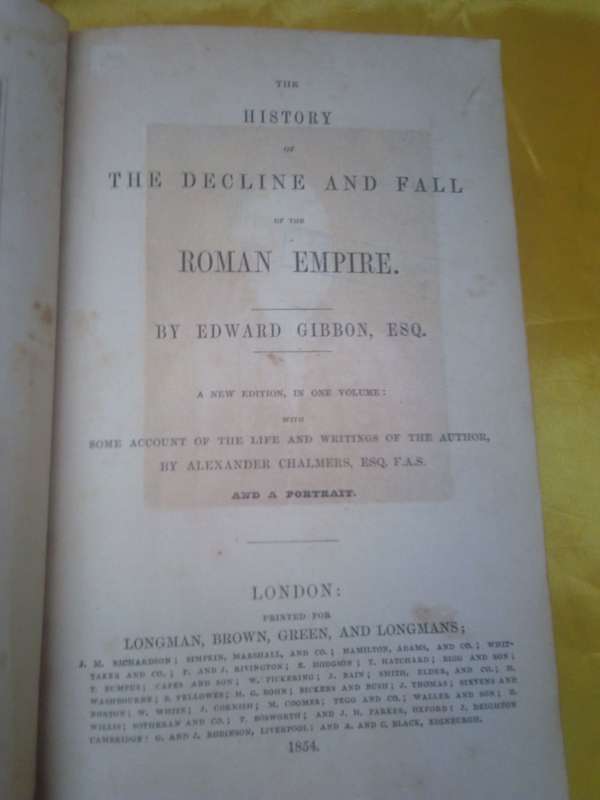 THE
HISTORY
OF
THE DECLINE AND FALL
OF THE
ROMAN EMPIRE.
BY EDWARD GIBBON, ESQ.
A NEW EDITION, IN ONE VOLUME:
WITH
SOME ACCOUNT OF THE LIFE AND WRITINGS OF THE AUTHOR,
BY ALEXANDER CHALMERS, ESQ. F.A.S.
AND A PORTRAIT.
LONDON:
PRINTED FOR
LONGMAN, BROWN, GREEN, AND LONGMANS;
J. M. RICHARDSON; SIMPKIN, MARSHALL, AND CO.; HAMILTON, ADAMS, AND CO.; WHIT-
TAKER AND CO.; F. AND J. RIVINGTON; E. HODGSON; T. HATCHARD; BIGG AND SON;
T. BUMPUS; CAPES AND SON; W. PICKERING; J. BAIN; SMITH, ELDER, AND CO.; H.
WASHBOURNE; B. FELLOWES; H. G. BOHN; BICKERS AND BUSH; J. THOMAS; STEVENS AND
NORTON; W. WHITE; J. CORNISH; M. COOMES; TEGG AND CO.; WALLER AND SON; H.
WILLIS; SOTHERAN AND CO.; T. BOSWORTH; AND J. H. PARKER, OXFORD: J. DEIGHTON
CAMBRIDGE: G. AND J. ROBINSON, LIVERPOOL: AND A. AND C. BLACK, EDINBURGH.
1854.